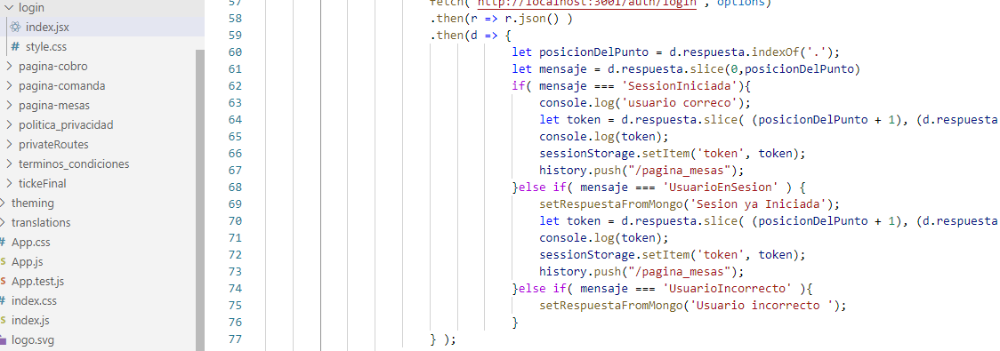 login
index.jsx
# style.css
pagina-cobro
pagina-comanda
pagina-mesas
politica_privacidad
privateRoutes
terminos_condiciones
tickeFinal
theming
translations
# App.css
JS App.js
JS App.test.js
# index.css
JS index.js
logo.svg
57 fetch( http://localhost:3001/auth/login , options)
58 .then(r => r.json() )
59 .then(d => {
60 let posicionDelPunto = d.respuesta.indexOf('.');
61 let mensaje = d.respuesta.slice(0,posicionDelPunto)
62 if( mensaje === 'SessionIniciada'){
63 console.log('usuario correco');
64 let token = d.respuesta.slice( (posicionDelPunto + 1), (d.respuesta
65 console.log(token);
66 sessionStorage.setItem('token', token);
67 history.push("/pagina_mesas");
68 }else if( mensaje === 'UsuarioEnSesion' ) {
69 setRespuestaFromMongo('Sesion ya Iniciada');
70 let token = d.respuesta.slice( (posicionDelPunto + 1), (d.respuesta
71 console.log(token);
72 sessionStorage.setItem('token', token);
73 history.push("/pagina_mesas");
74 }else if( mensaje === 'UsuarioIncorrecto' ){
75 setRespuestaFromMongo('Usuario incorrecto ');
76 }
77 } );